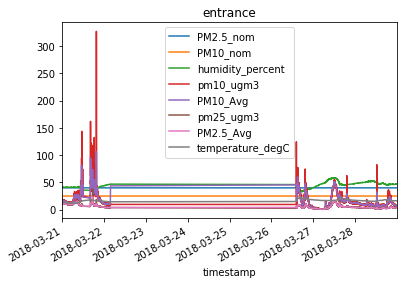 entrance
PM2.5_nom
PM10_nom
humidity_percent
pm10_ugm3
PM10_Avg
pm25_ugm3
PM2.5_Avg
temperature_degC
300
250
200
150
100
50
0
2018-03-21
2018-03-22
2018-03-23
2018-03-24
2018-03-25
2018-03-26
2018-03-27
2018-03-28
timestamp